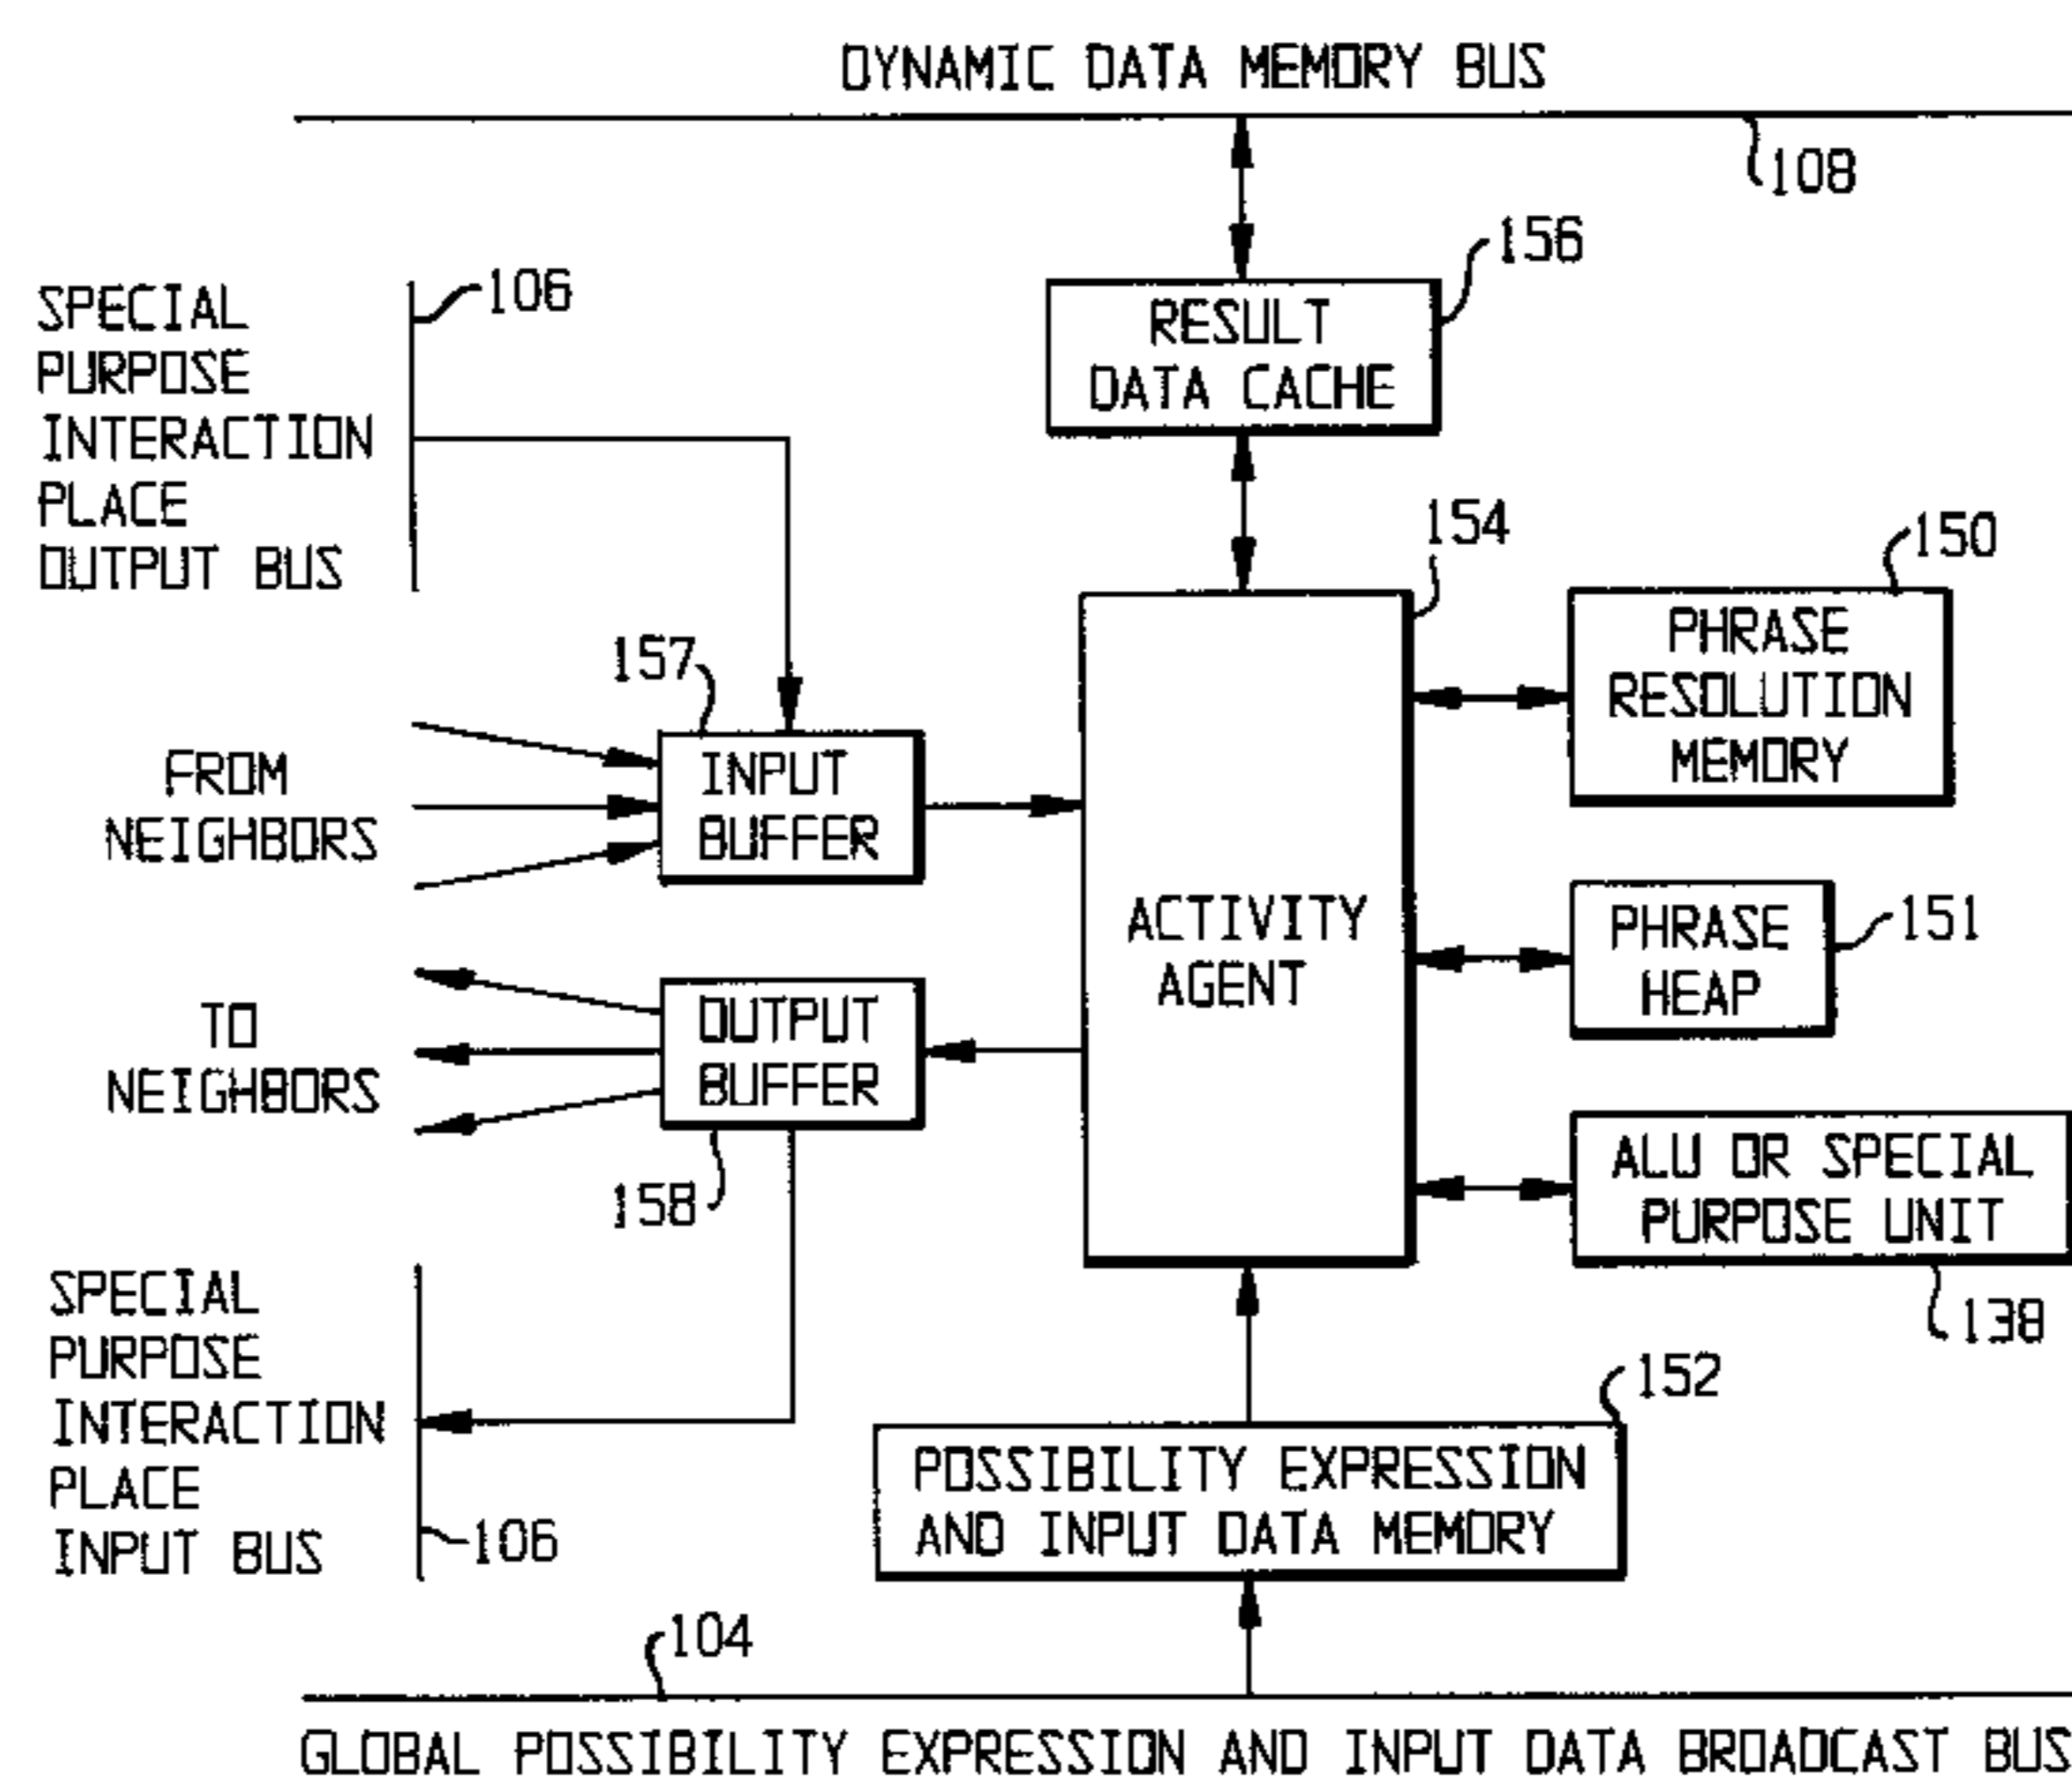 DYNAMIC DATA MEMORY BUS
108
156
106
SPECIAL
PURPOSE
INTERACTION
PLACE
OUTPUT BUS
RESULT
DATA CACHE
154
150
PHRASE
RESOLUTION
MEMORY
157
FROM
NEIGHBORS
INPUT
BUFFER
ACTIVITY
AGENT
PHRASE
HEAP
151
TO
NEIGHBORS
OUTPUT
BUFFER
158
ALU OR SPECIAL
PURPOSE UNIT
138
SPECIAL
PURPOSE
INTERACTION
PLACE
INPUT BUS
106
152
POSSIBILITY EXPRESSION
AND INPUT DATA MEMORY
104
GLOBAL POSSIBILITY EXPRESSION AND INPUT DATA BROADCAST BUS